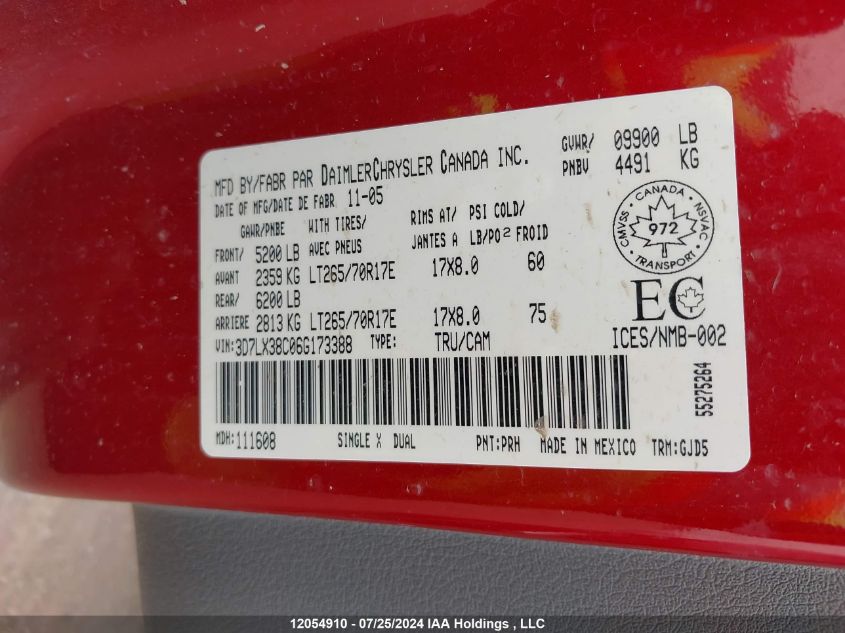 MFD BY/FABR PAR DAIMLERCHRYSLER CANADA INC.
GVWR/ 09900 LB
PNBV 4491 KG
DATE OF MFG/DATE DE FABR 11-05
GAWR/PNBE WITH TIRES/ RIMS AT/ PSI COLD/
AVEC PNEUS JANTES A LB/PO2 FROID
FRONT/ 5200 LB
AVANT 2359 KG LT265/70R17E 17X8.0 60
REAR/ 6200 LB
ARRIERE 2813 KG LT265/70R17E 17X8.0 75
VIN:3D7LX38C06G173388 TYPE: TRU/CAM
CANADA
CMVSS 972 NSVAC
TRANSPORT
EC
ICES/NMB-002
55275264
MDH:111608 SINGLE X DUAL PNT:PRH MADE IN MEXICO TRM:GJD5
12054910 - 07/25/2024 IAA Holdings , LLC